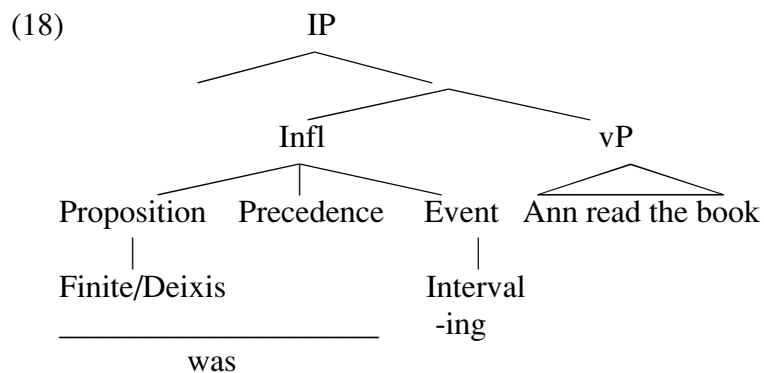 (18) IP
Infl vP
Proposition Precedence Event Ann read the book
Finite/Deixis Interval
-ing
was